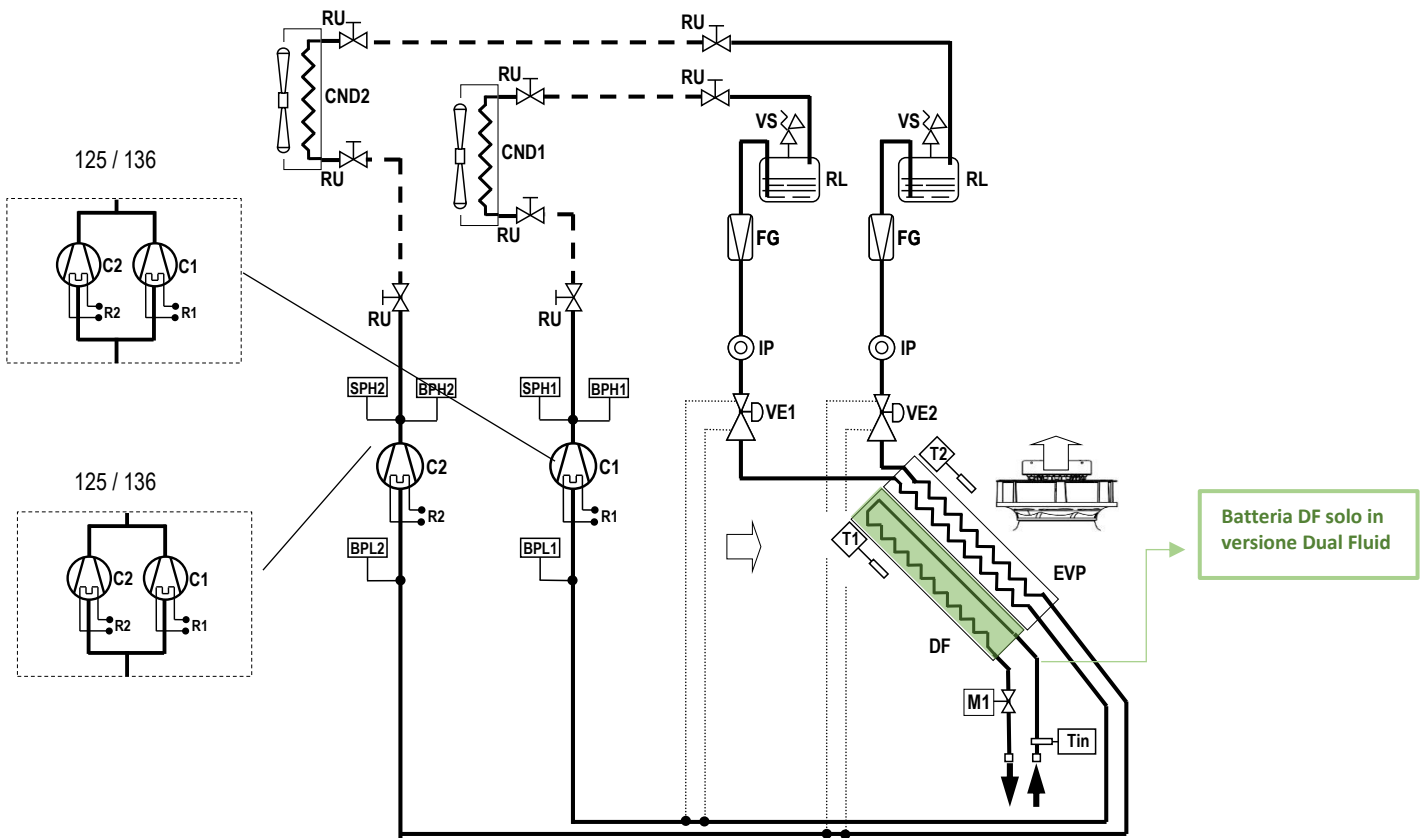 RU
RU
CND2
RU
RU
RU
CND1
RU
VS
VS
RL
RL
125 / 136
C2
C1
R2
R1
FG
FG
RU
RU
IP
IP
SPH2
BPH2
SPH1
BPH1
VE1
VE2
C2
C1
R2
R1
T2
125 / 136
C2
C1
R2
R1
BPL2
BPL1
T1
EVP
DF
Batteria DF solo in
versione Dual Fluid
M1
Tin